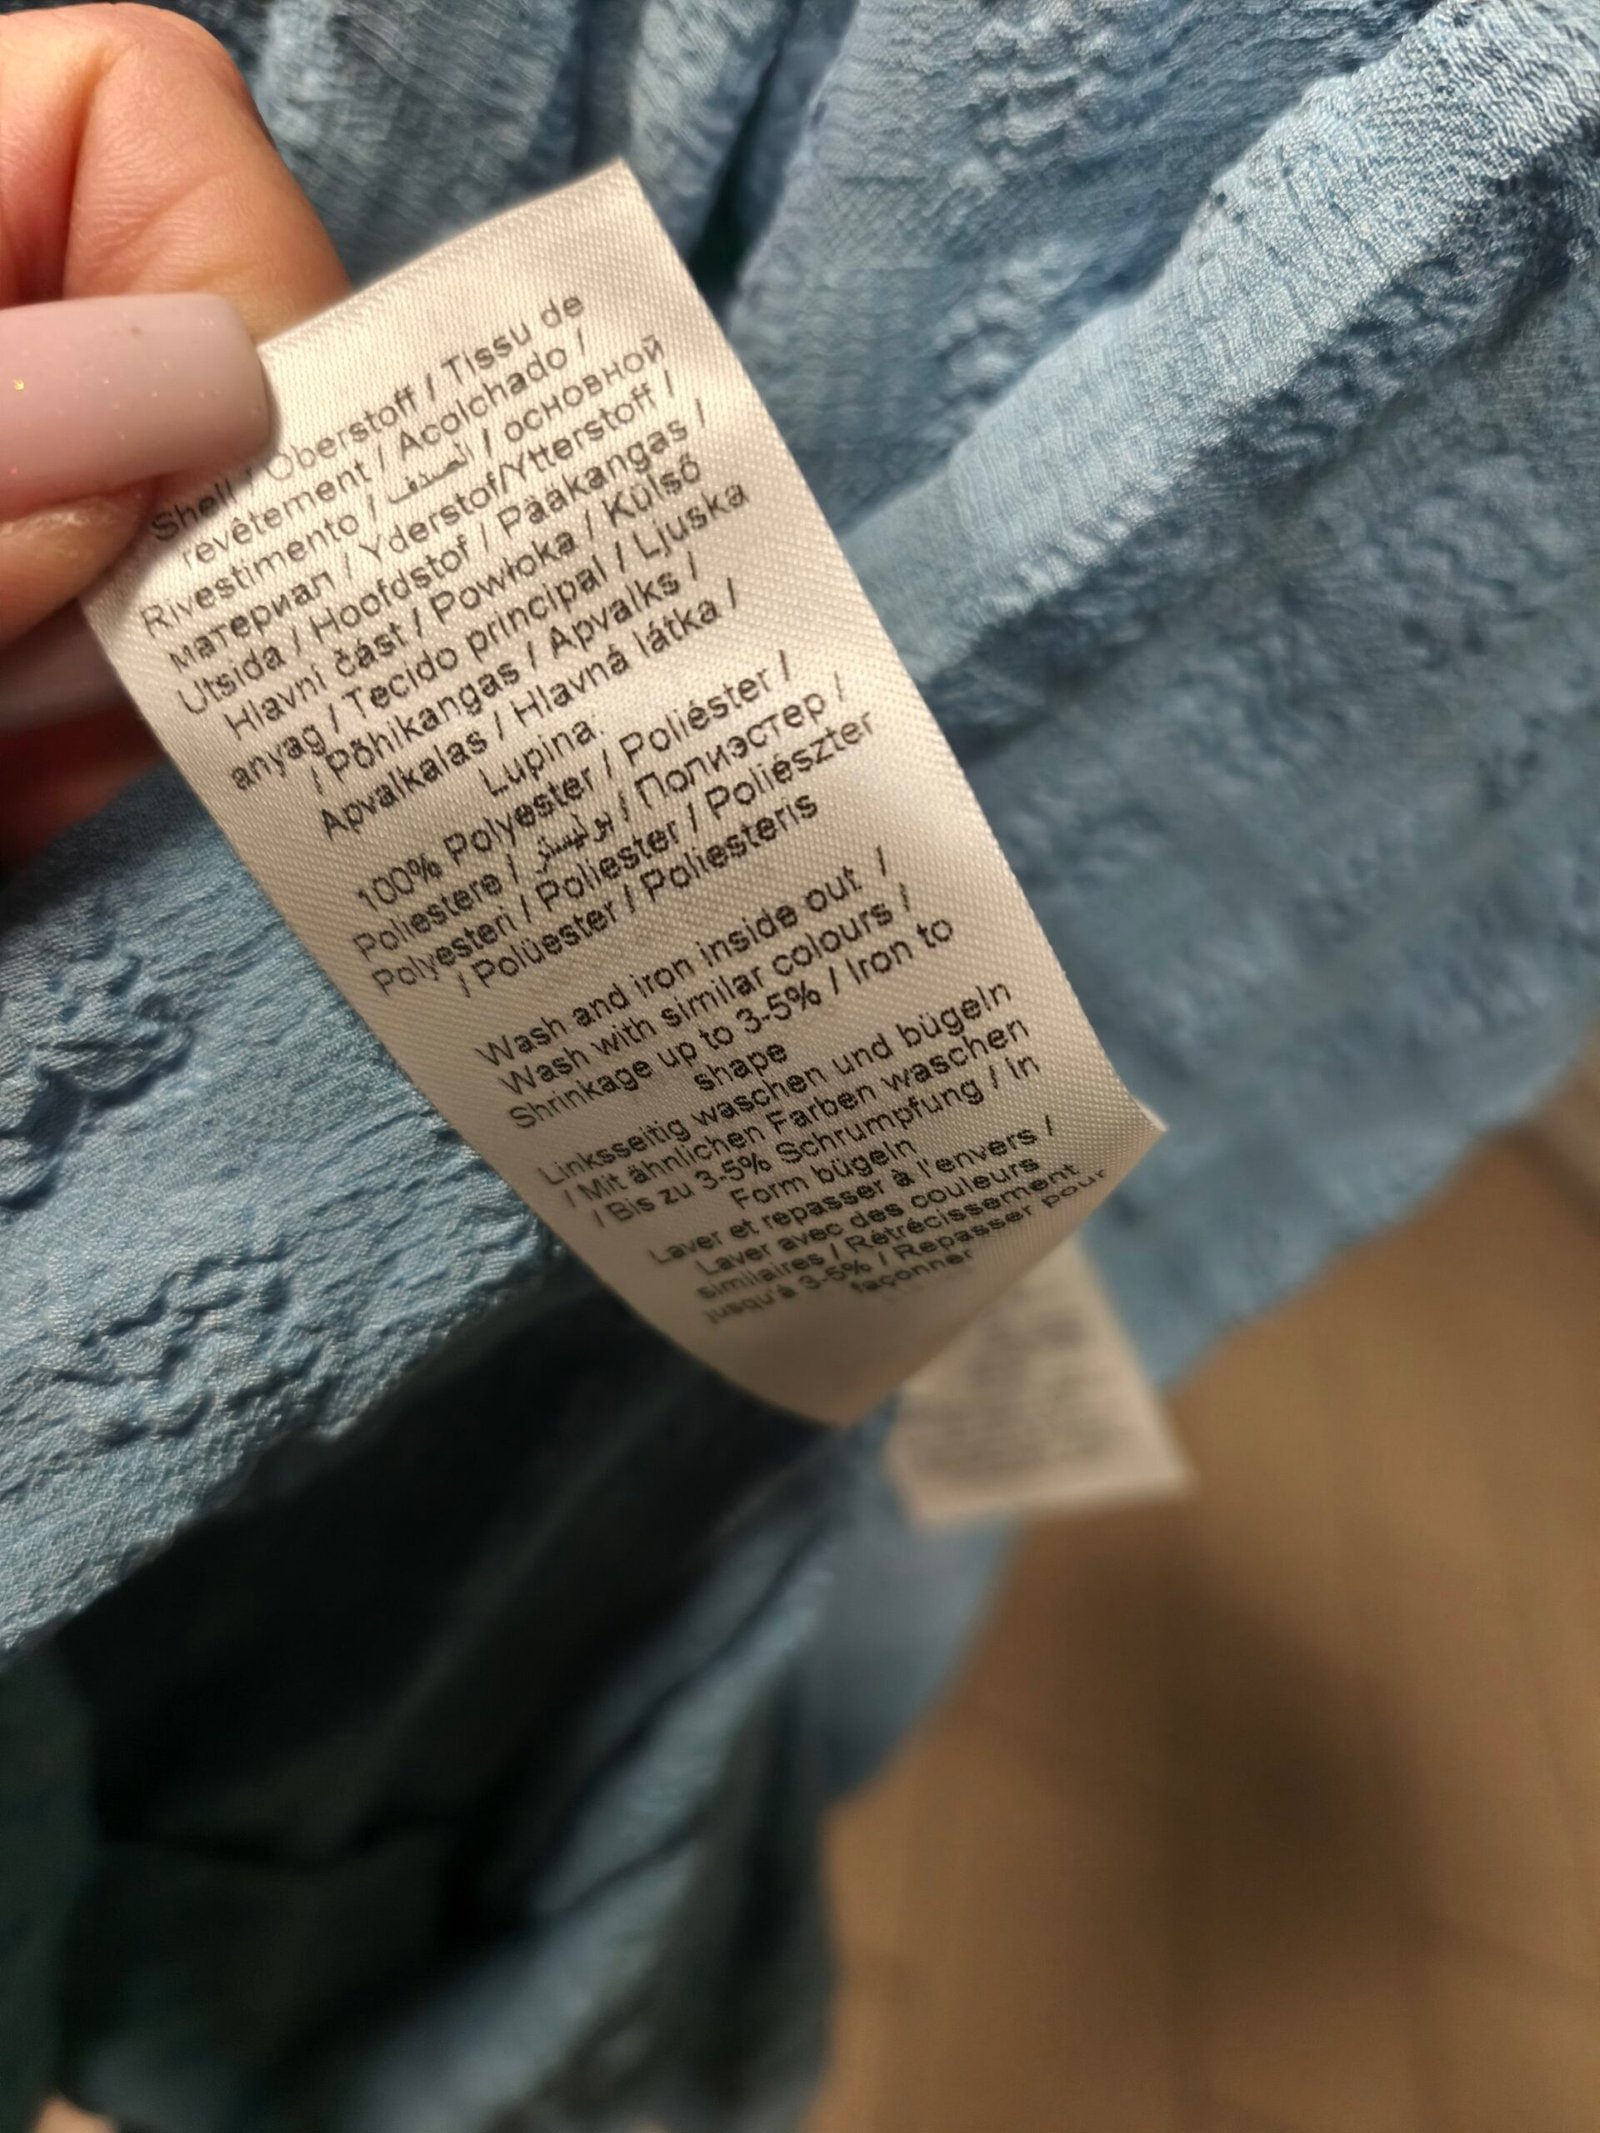 Shell / Oberstoff / Tissu de
revêtement / Acolchado /
Rivestimento / الصدف / основной
материал / Yderstof/Ytterstoff /
Utsida / Hoofdstof / Pääkangas /
Hlavní část / Powłoka / Külső
anyag / Tecido principal / Ljuska
/ Põhikangas / Apvalks /
Apvalkalas / Hlavná látka /
Lupina.
100% Polyester / Poliéster /
Poliestere / بوليستر / Полиэстер /
Polyesteri / Poliester / Poliészter
/ Polüester / Poliesteris
Wash and iron inside out /
Wash with similar colours /
Shrinkage up to 3-5% / Iron to
shape
Linksseitig waschen und bügeln
/ Mit ähnlichen Farben waschen
/ Bis zu 3-5% Schrumpfung / in
Form bügeln
Laver et repasser à l'envers /
Laver avec des couleurs
similaires / Rétrécissement
jusqu'à 3-5% / Repasser pour
façonner